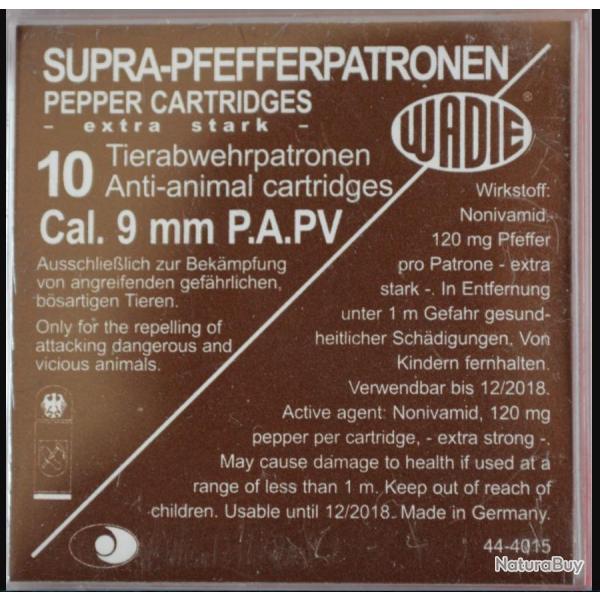 SUPRA-PFEFFERPATRONEN
PEPPER CARTRIDGES
- extra stark -
WADIE
®
10 Tierabwehrpatronen
Anti-animal cartridges
Cal. 9 mm P.A.PV
Ausschließlich zur Bekämpfung
von angreifenden gefährlichen,
bösartigen Tieren.
Only for the repelling of
attacking dangerous and
vicious animals.
Wirkstoff:
Nonivamid.
120 mg Pfeffer
pro Patrone - extra
stark -. In Entfernung
unter 1 m Gefahr gesund-
heitlicher Schädigungen. Von
Kindern fernhalten.
Verwendbar bis 12/2018.
Active agent: Nonivamid, 120 mg
pepper per cartridge, - extra strong -.
May cause damage to health if used at a
range of less than 1 m. Keep out of reach of
children. Usable until 12/2018. Made in Germany.
44-4015
NaturaBuy